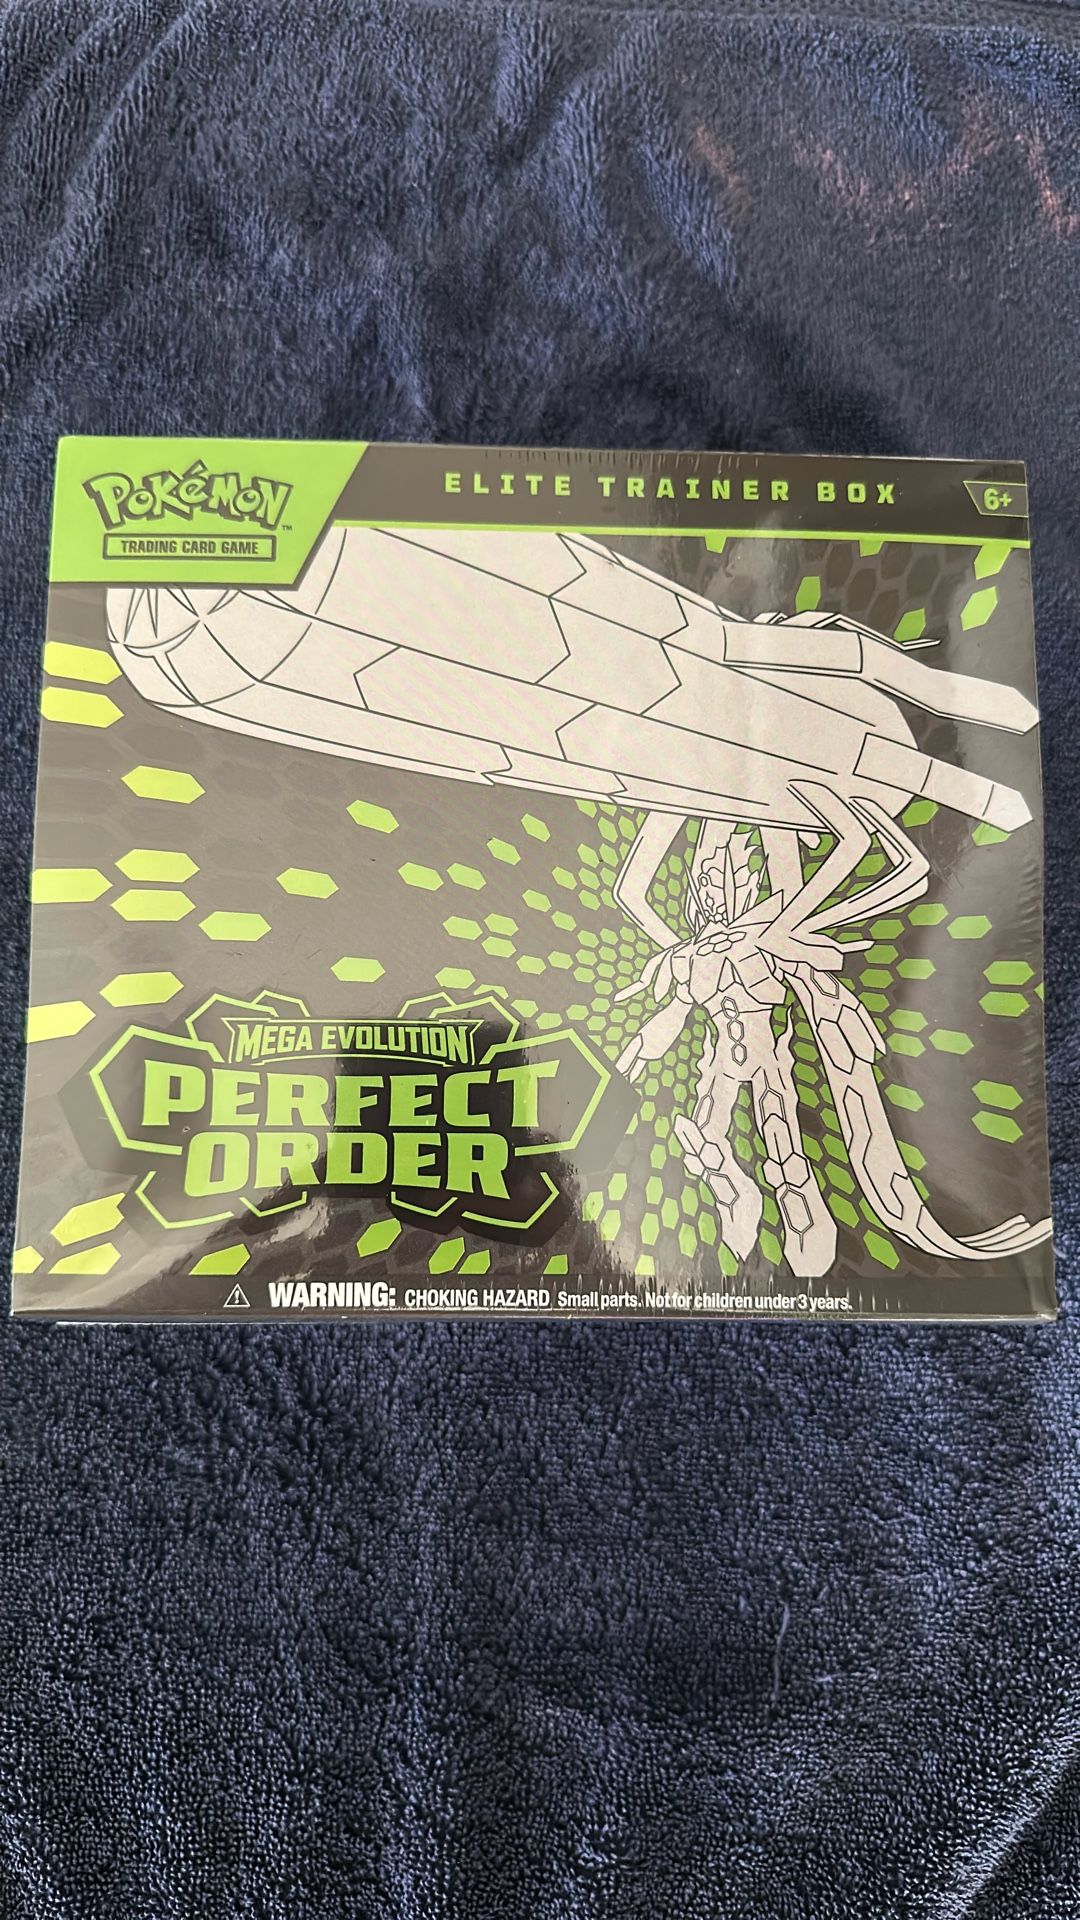 POKéMON™
TRADING CARD GAME
ELITE TRAINER BOX
6+
MEGA EVOLUTION
PERFECT
ORDER
WARNING: CHOKING HAZARD Small parts. Not for children under 3 years.